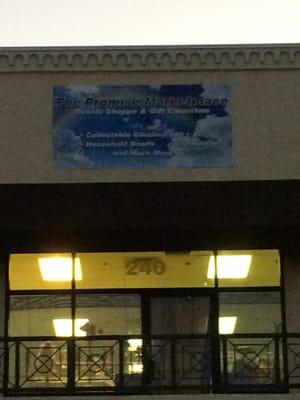 The Promise Marketplace
Resale Shoppe & Gift Emporium
• Collectable Glassware
• Household Goods
and Much More
240